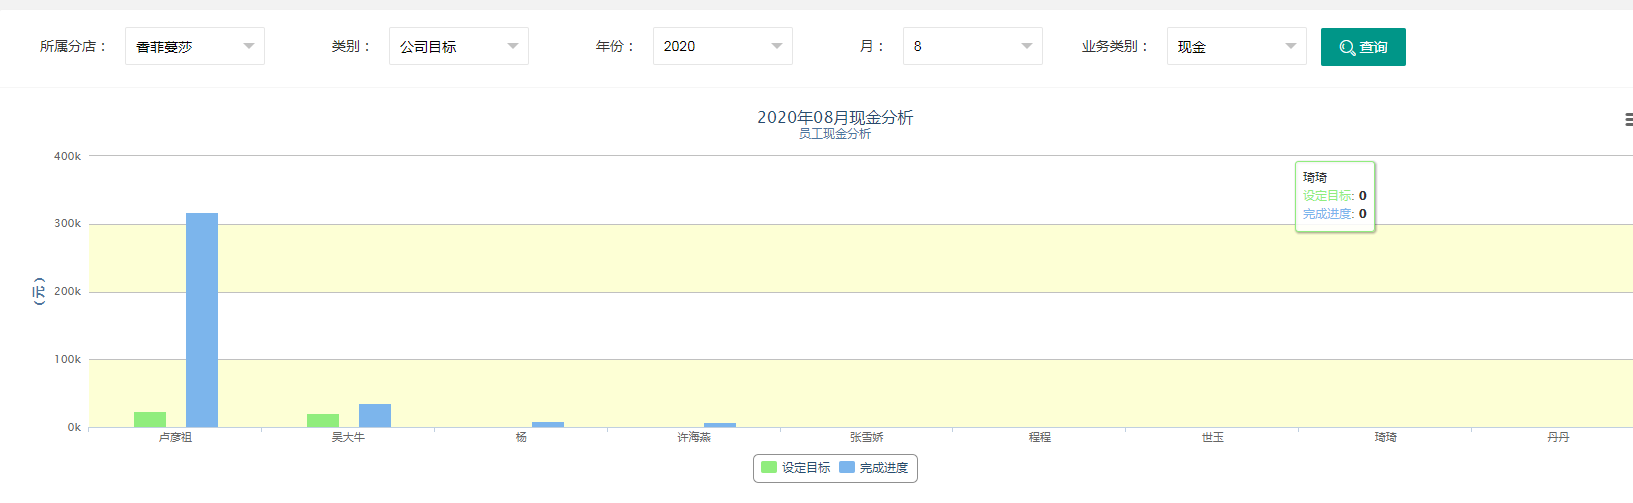 所属分店： 香菲蔓莎 类别： 公司目标 年份： 2020 月： 8 业务类别： 现金 查询
2020年08月现金分析
员工现金分析
400k
300k
200k
100k
0k
（元）
琦琦
设定目标: 0
完成进度: 0
卢彦祖 吴大牛 杨 许海燕 张雪娇 程程 世玉 琦琦 丹丹
设定目标 完成进度